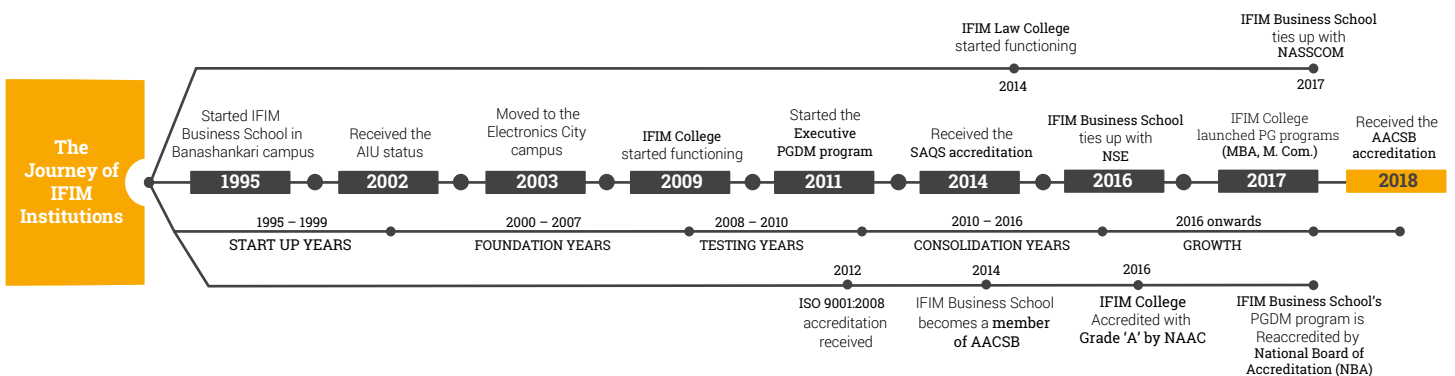 The
Journey of
IFIM
Institutions
IFIM Law College
started functioning
2014
IFIM Business School
ties up with
NASSCOM
2017
Started IFIM
Business School in
Banashankari campus
1995
Received the
AIU status
2002
Moved to the
Electronics City
campus
2003
IFIM College
started functioning
2009
Started the
Executive
PGDM program
2011
Received the
SAQS accreditation
2014
IFIM Business School
ties up with
NSE
2016
IFIM College
launched PG programs
(MBA, M. Com.)
2017
Received the
AACSB
accreditation
2018
1995 – 1999
START UP YEARS
2000 – 2007
FOUNDATION YEARS
2008 – 2010
TESTING YEARS
2010 – 2016
CONSOLIDATION YEARS
2016 onwards
GROWTH
2012
ISO 9001:2008
accreditation
received
2014
IFIM Business School
becomes a member
of AACSB
2016
IFIM College
Accredited with
Grade ‘A’ by NAAC
IFIM Business School's
PGDM program is
Reaccredited by
National Board of
Accreditation (NBA)